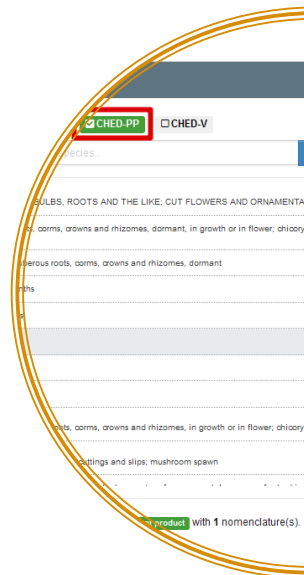 CHED-PP CHED-V
species..
BULBS, ROOTS AND THE LIKE; CUT FLOWERS AND ORNAMENTA
corms, crowns and rhizomes, dormant, in growth or in flower; chicory
berous roots, corms, crowns and rhizomes, dormant
nths
s
ots, corms, crowns and rhizomes, in growth or in flower; chicory
cuttings and slips; mushroom spawn
product with 1 nomenclature(s).